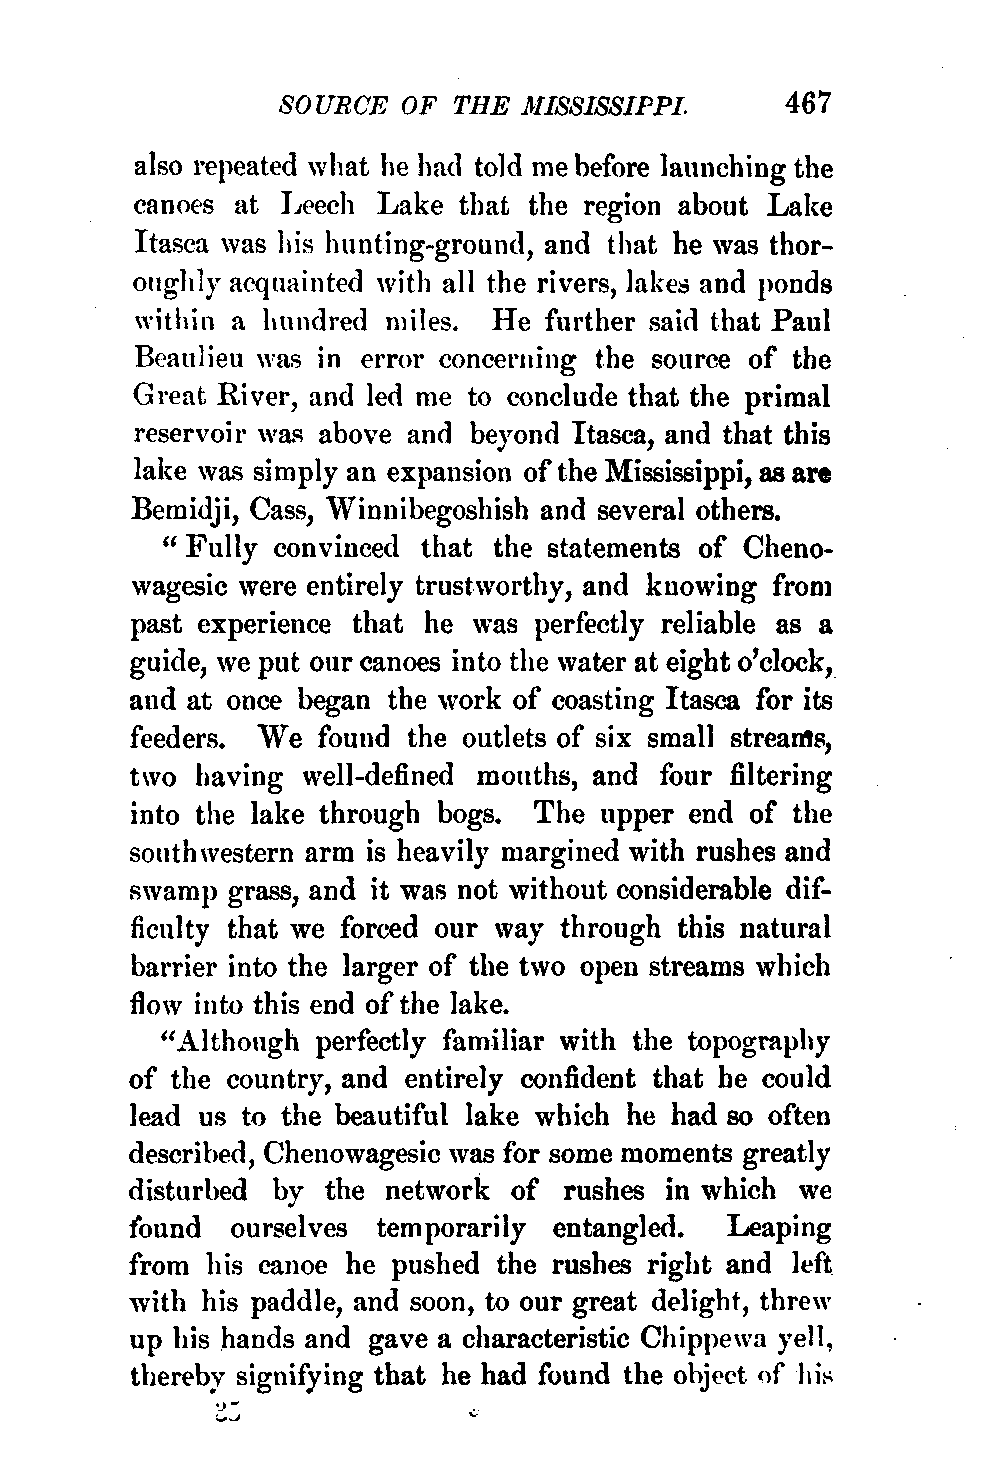 SOURCE OF THE MISSISSIPPI. 467
also repeated what he had told me before launching the
canoes at Leech Lake that the region about Lake
Itasca was his hunting-ground, and that he was thor-
oughly acquainted with all the rivers, lakes and ponds
within a hundred miles. He further said that Paul
Beaulieu was in error concerning the source of the
Great River, and led me to conclude that the primal
reservoir was above and beyond Itasca, and that this
lake was simply an expansion of the Mississippi, as are
Bemidji, Cass, Winnibegoshish and several others.
“ Fully convinced that the statements of Cheno-
wagesic were entirely trustworthy, and knowing from
past experience that he was perfectly reliable as a
guide, we put our canoes into the water at eight o’clock,
and at once began the work of coasting Itasca for its
feeders. We found the outlets of six small streams,
two having well-defined mouths, and four filtering
into the lake through bogs. The upper end of the
southwestern arm is heavily margined with rushes and
swamp grass, and it was not without considerable dif-
ficulty that we forced our way through this natural
barrier into the larger of the two open streams which
flow into this end of the lake.
“Although perfectly familiar with the topography
of the country, and entirely confident that he could
lead us to the beautiful lake which he had so often
described, Chenowagesic was for some moments greatly
disturbed by the network of rushes in which we
found ourselves temporarily entangled. Leaping
from his canoe he pushed the rushes right and left
with his paddle, and soon, to our great delight, threw
up his hands and gave a characteristic Chippewa yell,
thereby signifying that he had found the object of his